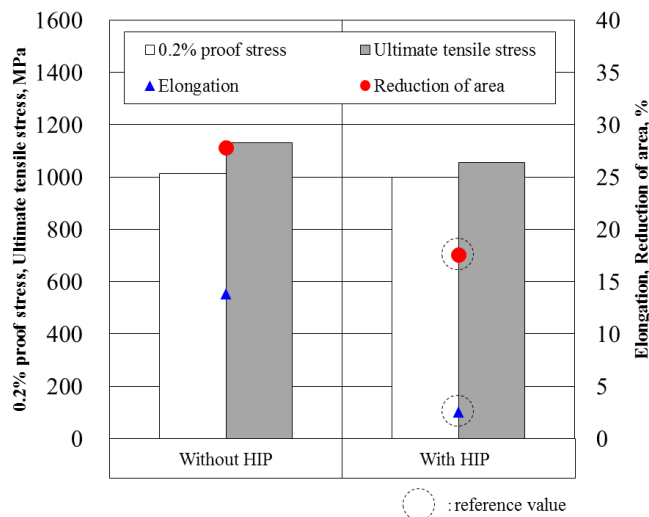 1600
1400
1200
1000
800
600
400
200
0
0.2% proof stress, Ultimate tensile stress, MPa
0.2% proof stress
Ultimate tensile stress
Elongation
Reduction of area
40
35
30
25
20
15
10
5
0
Elongation, Reduction of area, %
Without HIP
With HIP
: reference value